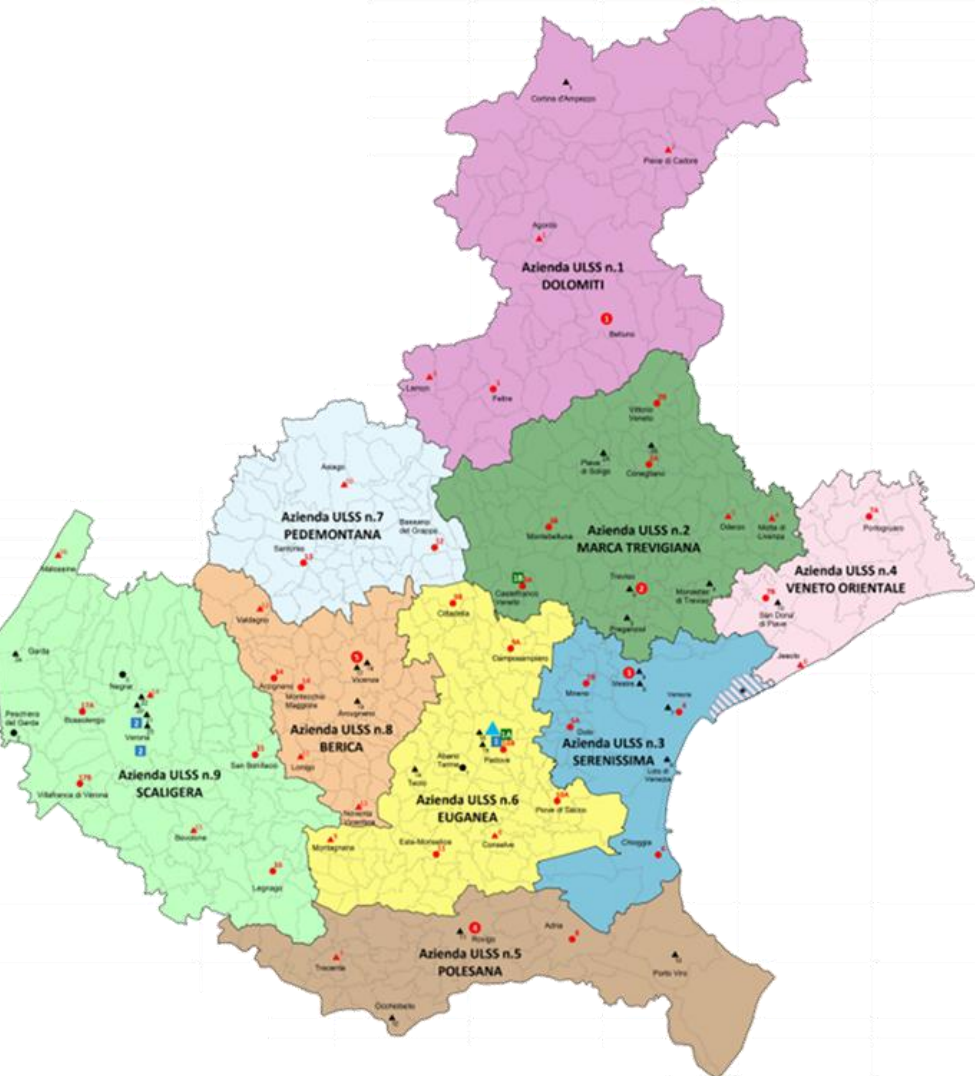 Cortina d'Ampezzo
Pieve di Cadore
Agordo
Azienda ULSS n.1
DOLOMITI
Belluno
Lamon
Feltre
Vittorio
Veneto
Pieve
di Soligo
Conegliano
Asiago
Azienda ULSS n.7
PEDEMONTANA
Bassano
del Grappa
Santorso
Montebelluna
Azienda ULSS n.2
MARCA TREVIGIANA
Oderzo
Motta di
Livenza
Portogruaro
Malcesine
Azienda ULSS n.4
VENETO ORIENTALE
Castelfranco
Veneto
Treviso
2
Monastier
di Treviso
San Dona'
di Piave
Valdagno
Cittadella
Preganziol
Garda
Camposampiero
Jesolo
Negrar
Vicenza
Arzignano
Montecchio
Maggiore
Mirano
Mestre
Venezia
Peschiera
del Garda
Bussolengo
Arcugnano
Dolo
Verona
2
Azienda ULSS n.8
BERICA
Azienda ULSS n.3
SERENISSIMA
San Bonifacio
Lonigo
Abano
Terme
Padova
Teolo
Lido di
Venezia
Azienda ULSS n.9
SCALIGERA
Villafranca di Verona
Azienda ULSS n.6
EUGANEA
Piove di Sacco
Noventa
Vicentina
Bovolone
Montagnana
Este-Monselice
Conselve
Chioggia
Legnago
Rovigo
Adria
Azienda ULSS n.5
POLESANA
Trecenta
Porto Viro
Occhiobello